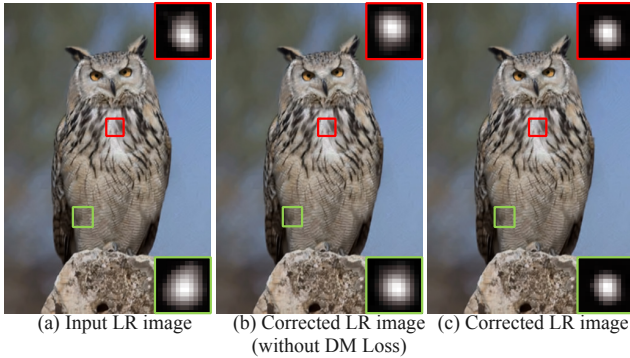 (a) Input LR image
(b) Corrected LR image
(without DM Loss)
(c) Corrected LR image